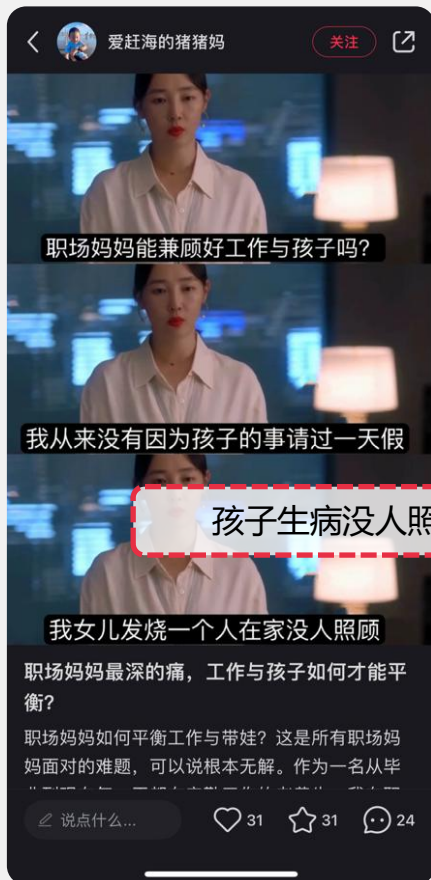 爱赶海的猪猪妈
关注
职场妈妈能兼顾好工作与孩子吗？
我从来没有因为孩子的事请过一天假
孩子生病没人照
我女儿发烧一个人在家没人照顾
职场妈妈最深的痛，工作与孩子如何才能平
衡？
职场妈妈如何平衡工作与带娃？这是所有职场妈
妈面对的难题，可以说根本无解。作为一名从毕
说点什么...
31
31
24